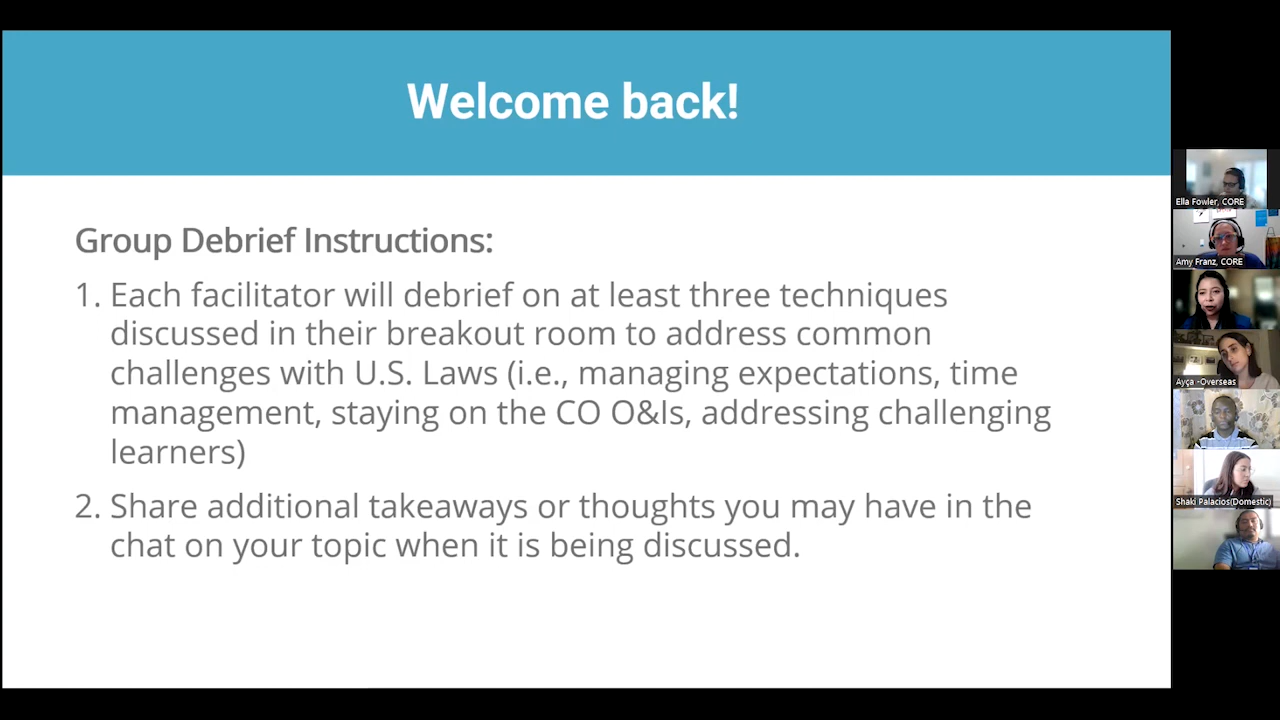 Welcome back!
Group Debrief Instructions:
1. Each facilitator will debrief on at least three techniques
discussed in their breakout room to address common
challenges with U.S. Laws (i.e., managing expectations, time
management, staying on the CO O&Is, addressing challenging
learners)
2. Share additional takeaways or thoughts you may have in the
chat on your topic when it is being discussed.
Ella Fowler, CORE
Amy Franz, CORE
Ayça -Overseas
Shaki Palacios(Domestic)